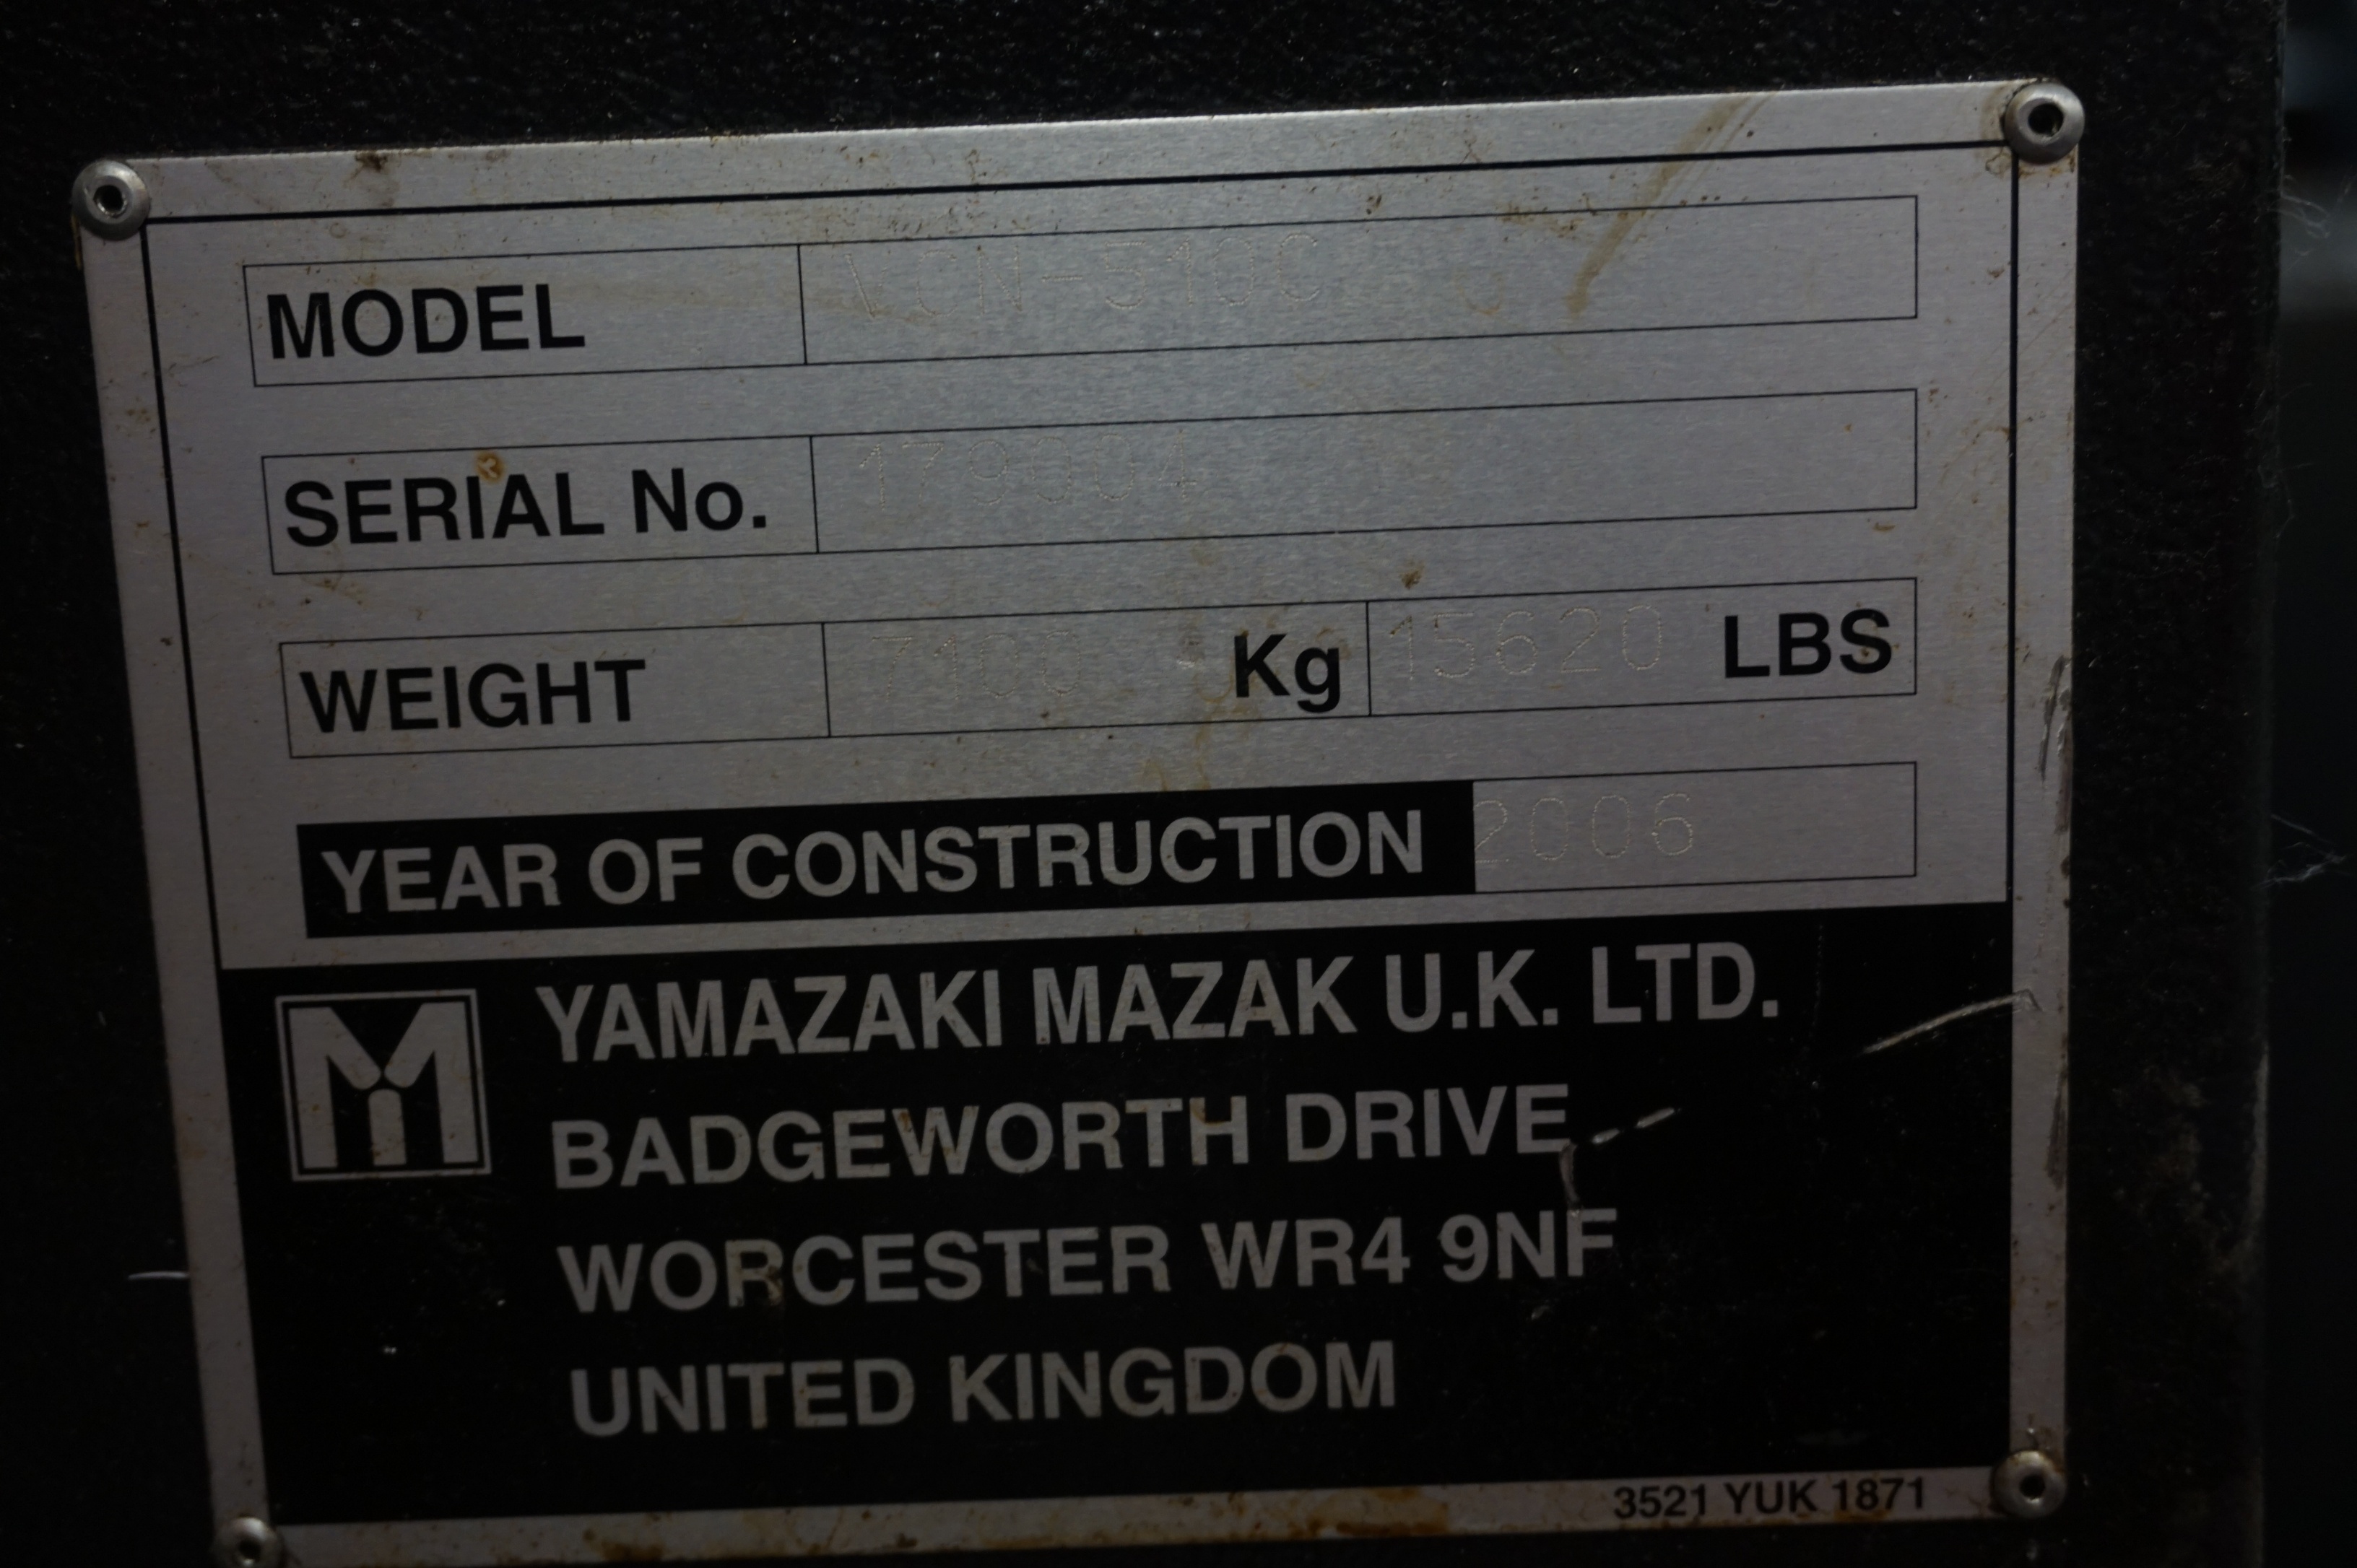 MODEL VCN-510C
SERIAL No. 179004
WEIGHT 7100 Kg 15620 LBS
YEAR OF CONSTRUCTION 2006
YAMAZAKI MAZAK U.K. LTD.
BADGEWORTH DRIVE
WORCESTER WR4 9NF
UNITED KINGDOM
3521 YUK 1871